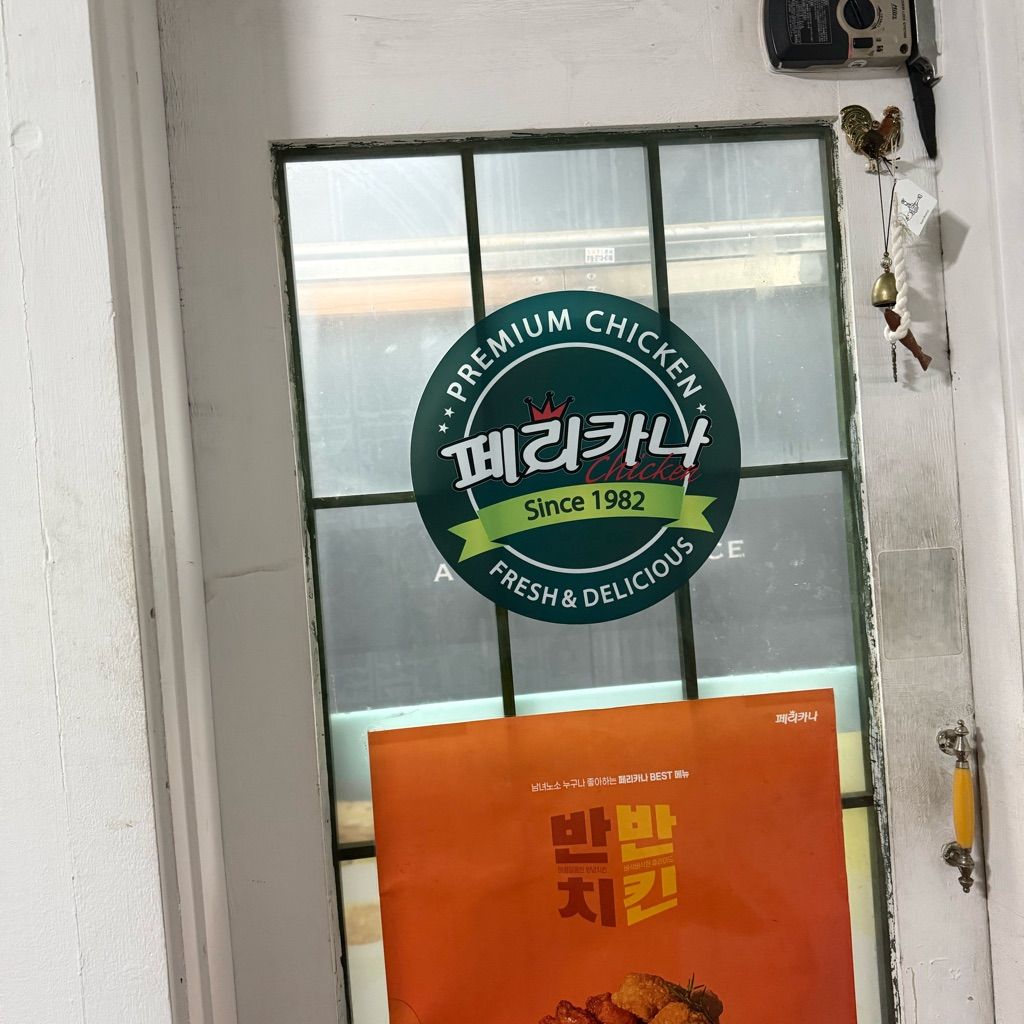 PREMIUM CHICKEN
페리카나
Chicken
Since 1982
FRESH & DELICIOUS
A
CE
페리카나
남녀노소 누구나 좋아하는 페리카나 BEST 메뉴
반반
치킨